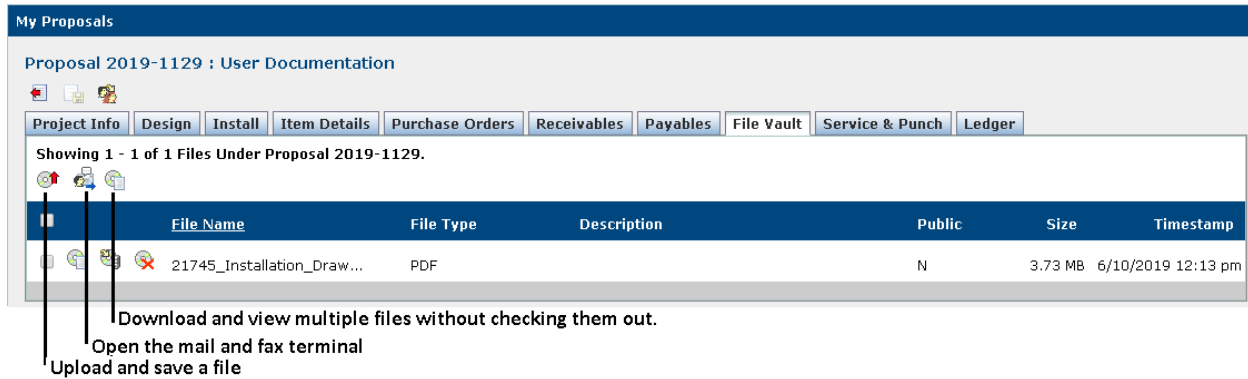 My Proposals
Proposal 2019-1129 : User Documentation
Project Info Design Install Item Details Purchase Orders Receivables Payables File Vault Service & Punch Ledger
Showing 1 - 1 of 1 Files Under Proposal 2019-1129.
File Name File Type Description Public Size Timestamp
21745_Installation_Draw... PDF N 3.73 MB 6/10/2019 12:13 pm
Download and view multiple files without checking them out.
Open the mail and fax terminal
Upload and save a file